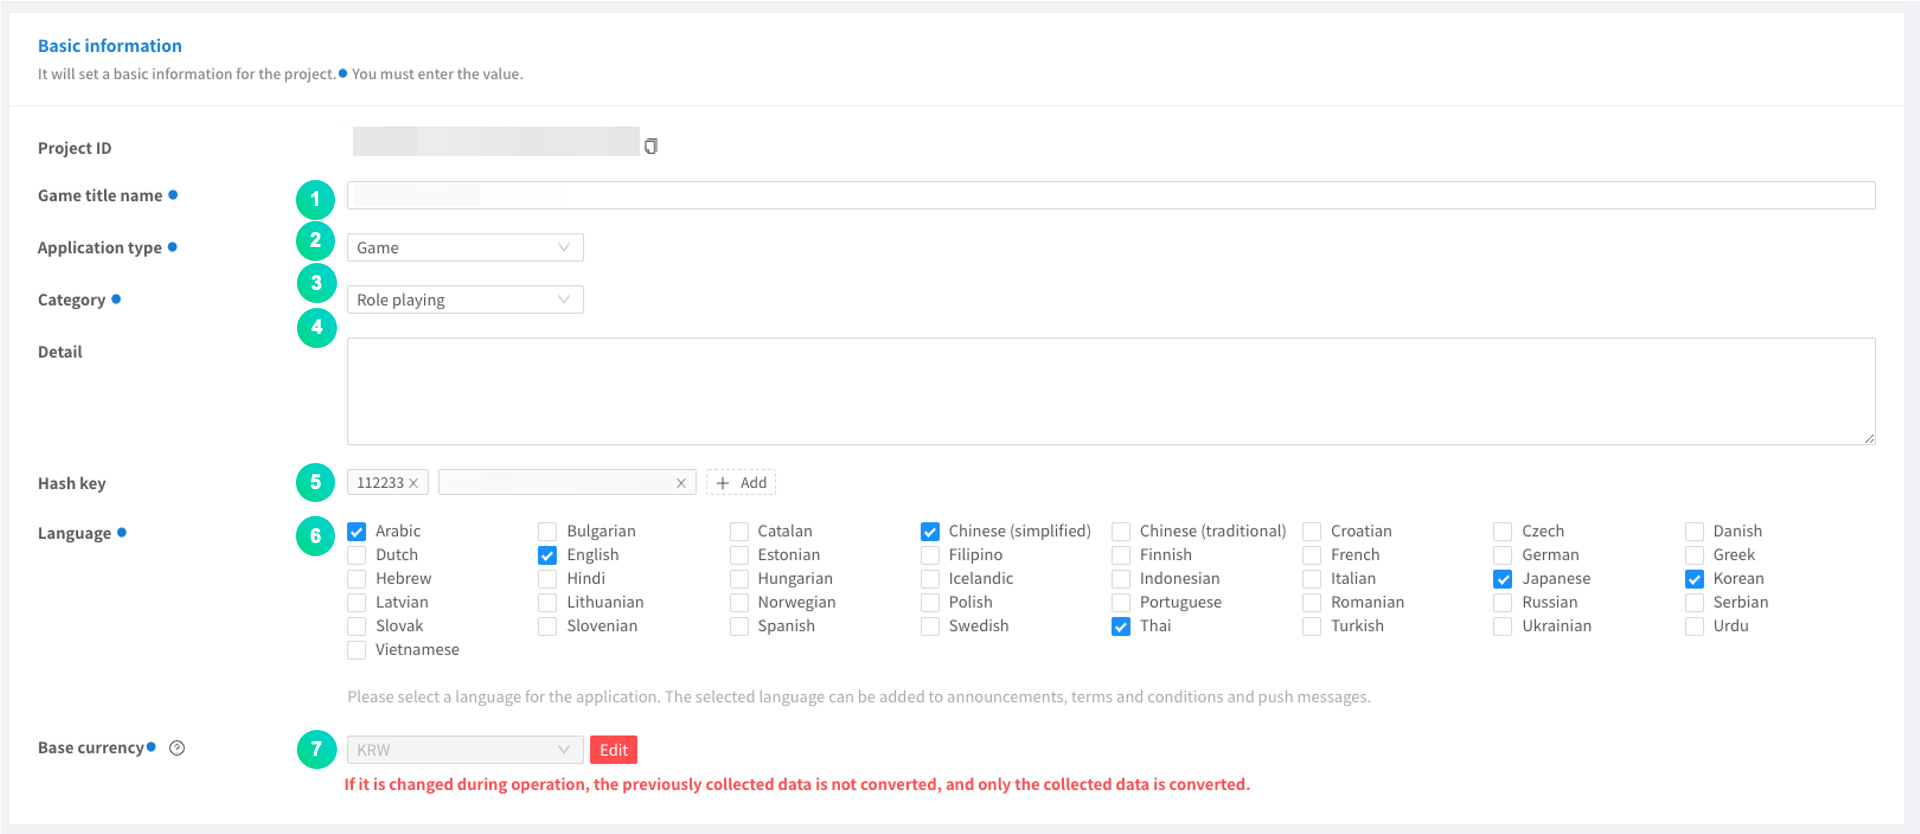 Basic information
It will set a basic information for the project. You must enter the value.
Project ID
Game title name 1
Application type 2 Game
Category 3 Role playing
4
Detail
Hash key 5 112233 × × + Add
Language 6 Arabic Bulgarian Catalan Chinese (simplified) Chinese (traditional) Croatian Czech Danish
Dutch English Estonian Filipino Finnish French German Greek
Hebrew Hindi Hungarian Icelandic Indonesian Italian Japanese Korean
Latvian Lithuanian Norwegian Polish Portuguese Romanian Russian Serbian
Slovak Slovenian Spanish Swedish Thai Turkish Ukrainian Urdu
Vietnamese
Please select a language for the application. The selected language can be added to announcements, terms and conditions and push messages.
Base currency ? 7 KRW Edit
If it is changed during operation, the previously collected data is not converted, and only the collected data is converted.